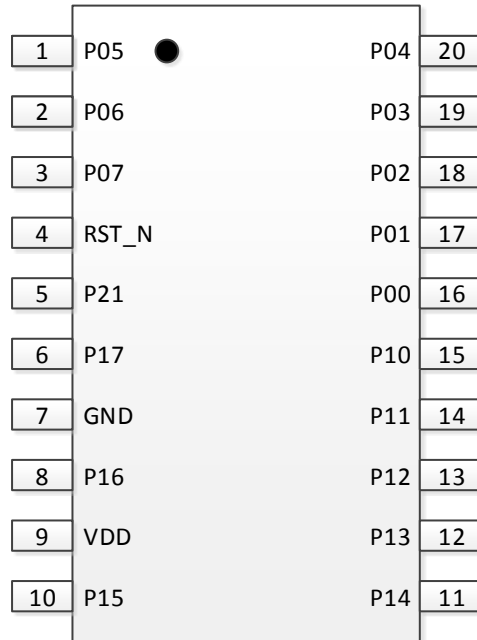 1 P05 P04 20
2 P06 P03 19
3 P07 P02 18
4 RST_N P01 17
5 P21 P00 16
6 P17 P10 15
7 GND P11 14
8 P16 P12 13
9 VDD P13 12
10 P15 P14 11